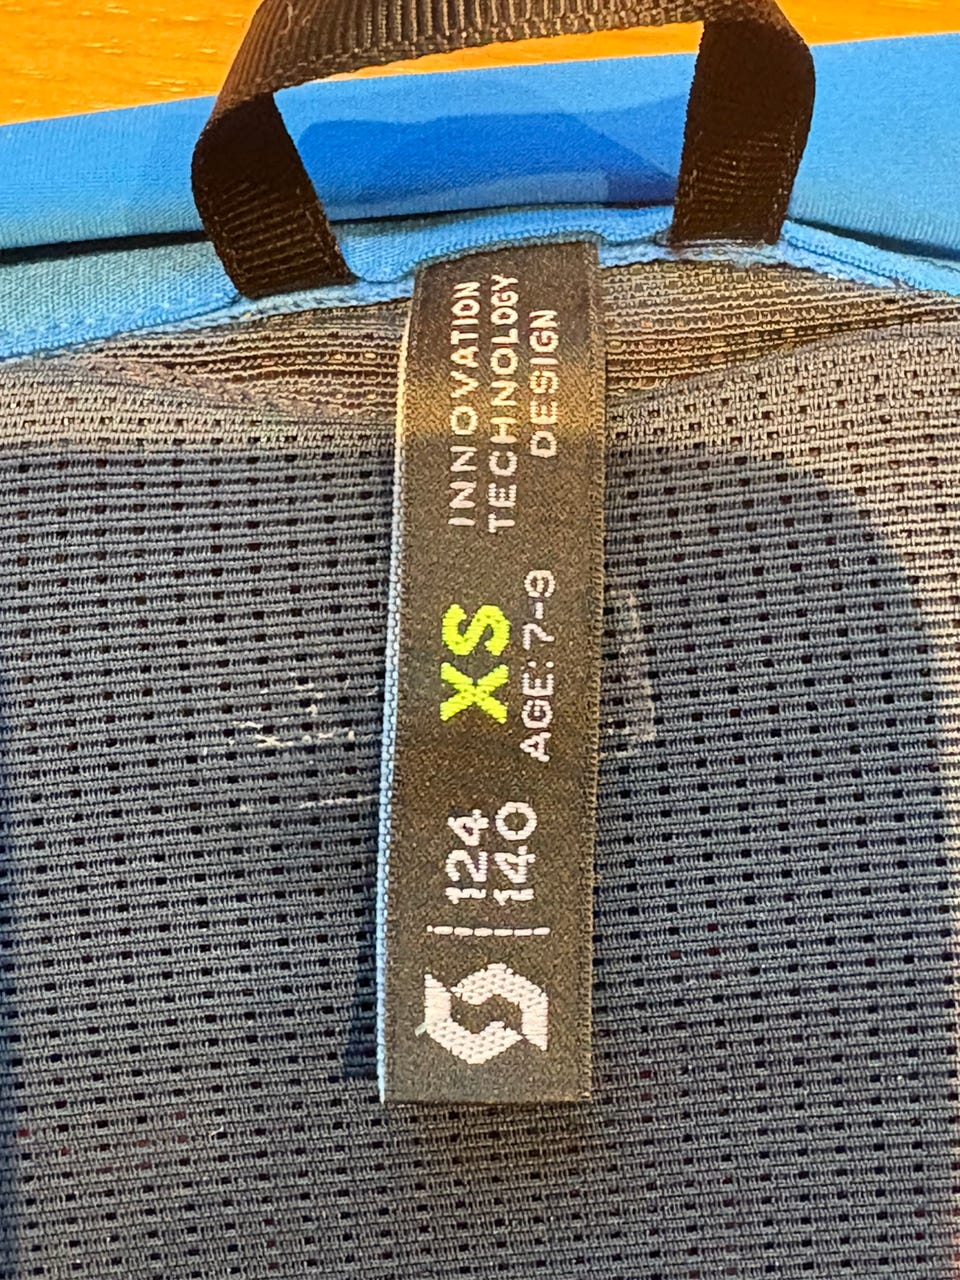 124
140
XS
AGE: 7-9
INNOVATION
TECHNOLOGY
DESIGN